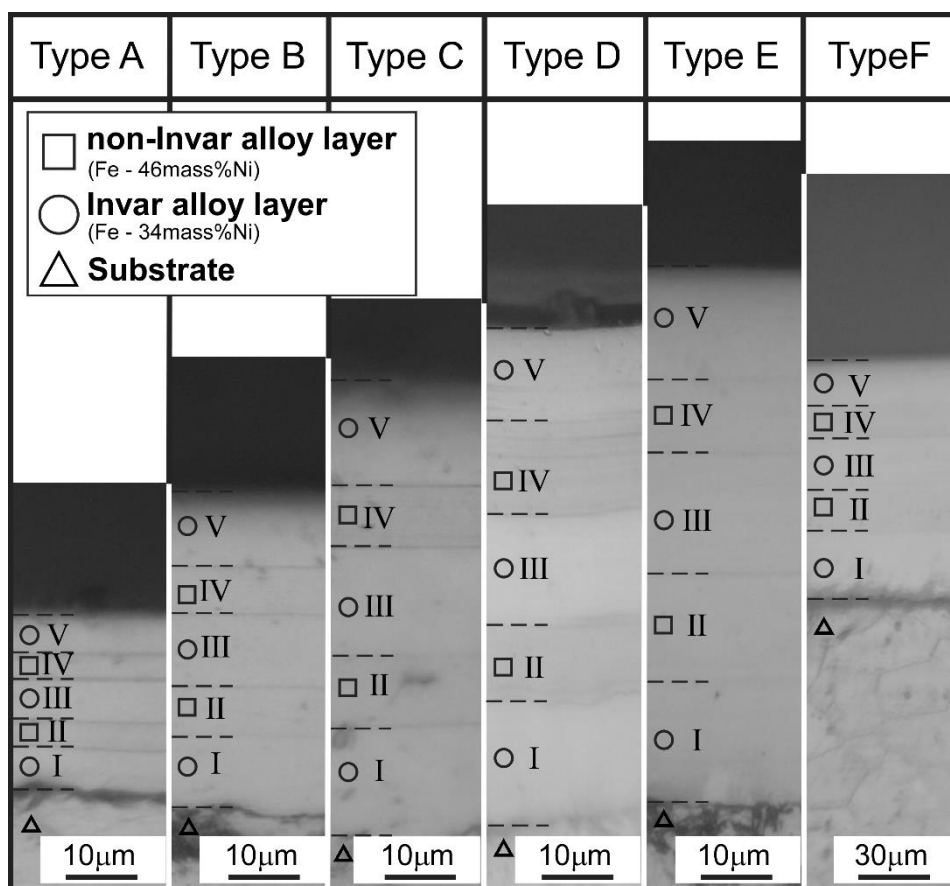 Type A
Type B
Type C
Type D
Type E
TypeF
non-Invar alloy layer
(Fe - 46mass%Ni)
Invar alloy layer
(Fe - 34mass%Ni)
Substrate
V
IV
III
II
I
10μm
V
IV
III
II
I
10μm
V
IV
III
II
I
10μm
V
IV
III
II
I
10μm
V
IV
III
II
I
10μm
V
IV
III
II
I
30μm